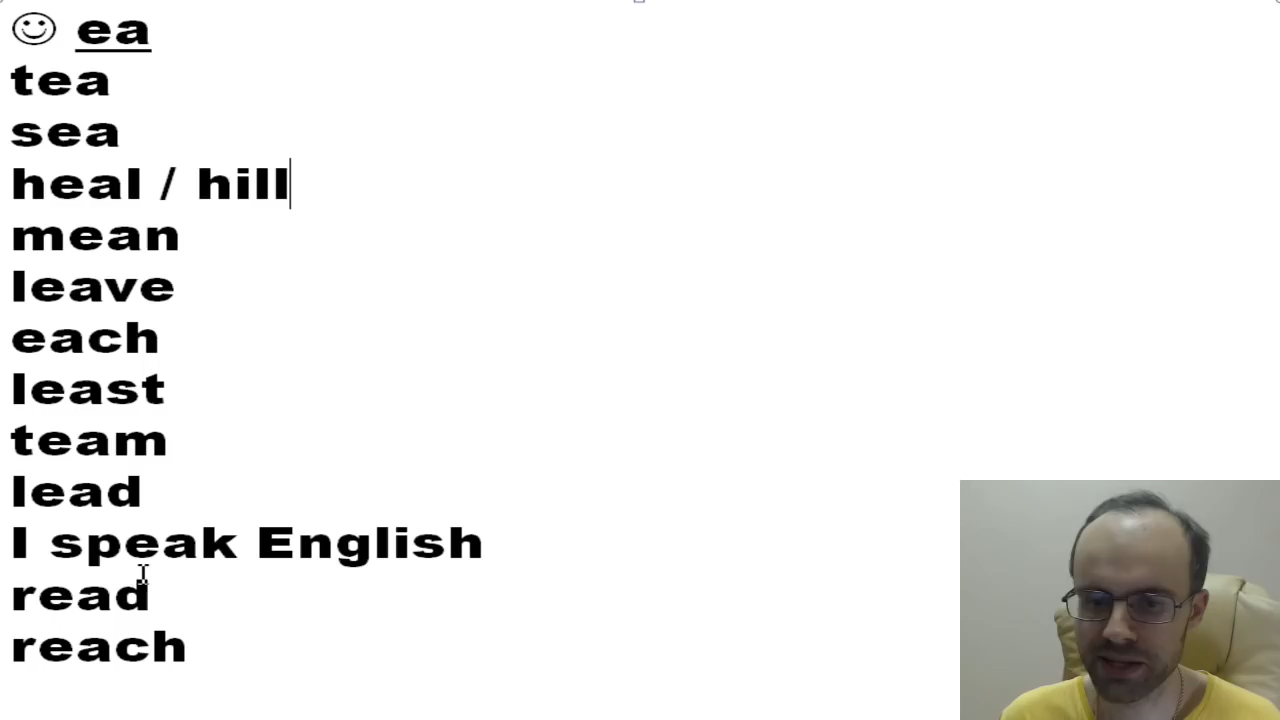 ☺ ea
tea
sea
heal / hill
mean
leave
each
least
team
lead
I speak English
read
reach